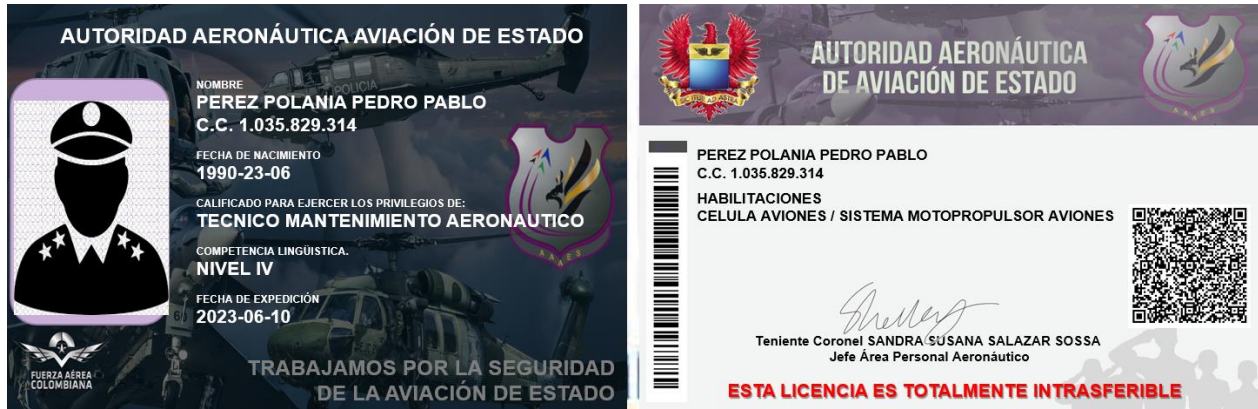 AUTORIDAD AERONÁUTICA AVIACIÓN DE ESTADO
NOMBRE
PEREZ POLANIA PEDRO PABLO
C.C. 1.035.829.314
FECHA DE NACIMIENTO
1990-23-06
CALIFICADO PARA EJERCER LOS PRIVILEGIOS DE:
TECNICO MANTENIMIENTO AERONAUTICO
COMPETENCIA LINGÜISTICA.
NIVEL IV
FECHA DE EXPEDICIÓN
2023-06-10
FUERZA AÉREA
COLOMBIANA
TRABAJAMOS POR LA SEGURIDAD
DE LA AVIACIÓN DE ESTADO
POLICIA
AAAES
AUTORIDAD AERONÁUTICA
DE AVIACIÓN DE ESTADO
PEREZ POLANIA PEDRO PABLO
C.C. 1.035.829.314
HABILITACIONES
CELULA AVIONES / SISTEMA MOTOPROPULSOR AVIONES
Teniente Coronel SANDRA SUSANA SALAZAR SOSSA
Jefe Área Personal Aeronáutico
ESTA LICENCIA ES TOTALMENTE INTRASFERIBLE